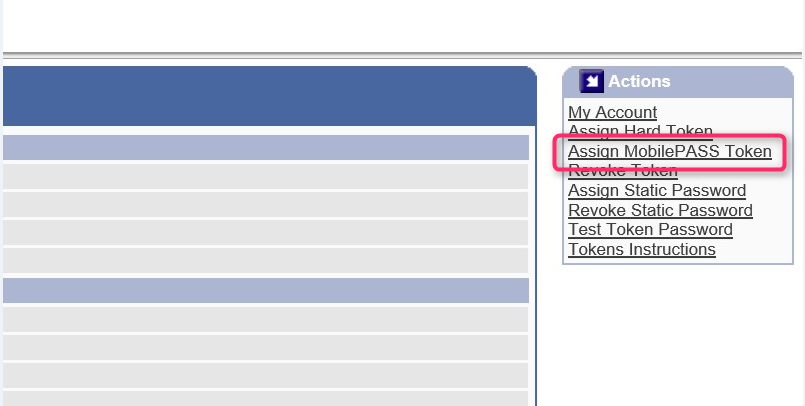 Actions
My Account
Assign Hard Token
Assign MobilePASS Token
Revoke Token
Assign Static Password
Revoke Static Password
Test Token Password
Tokens Instructions